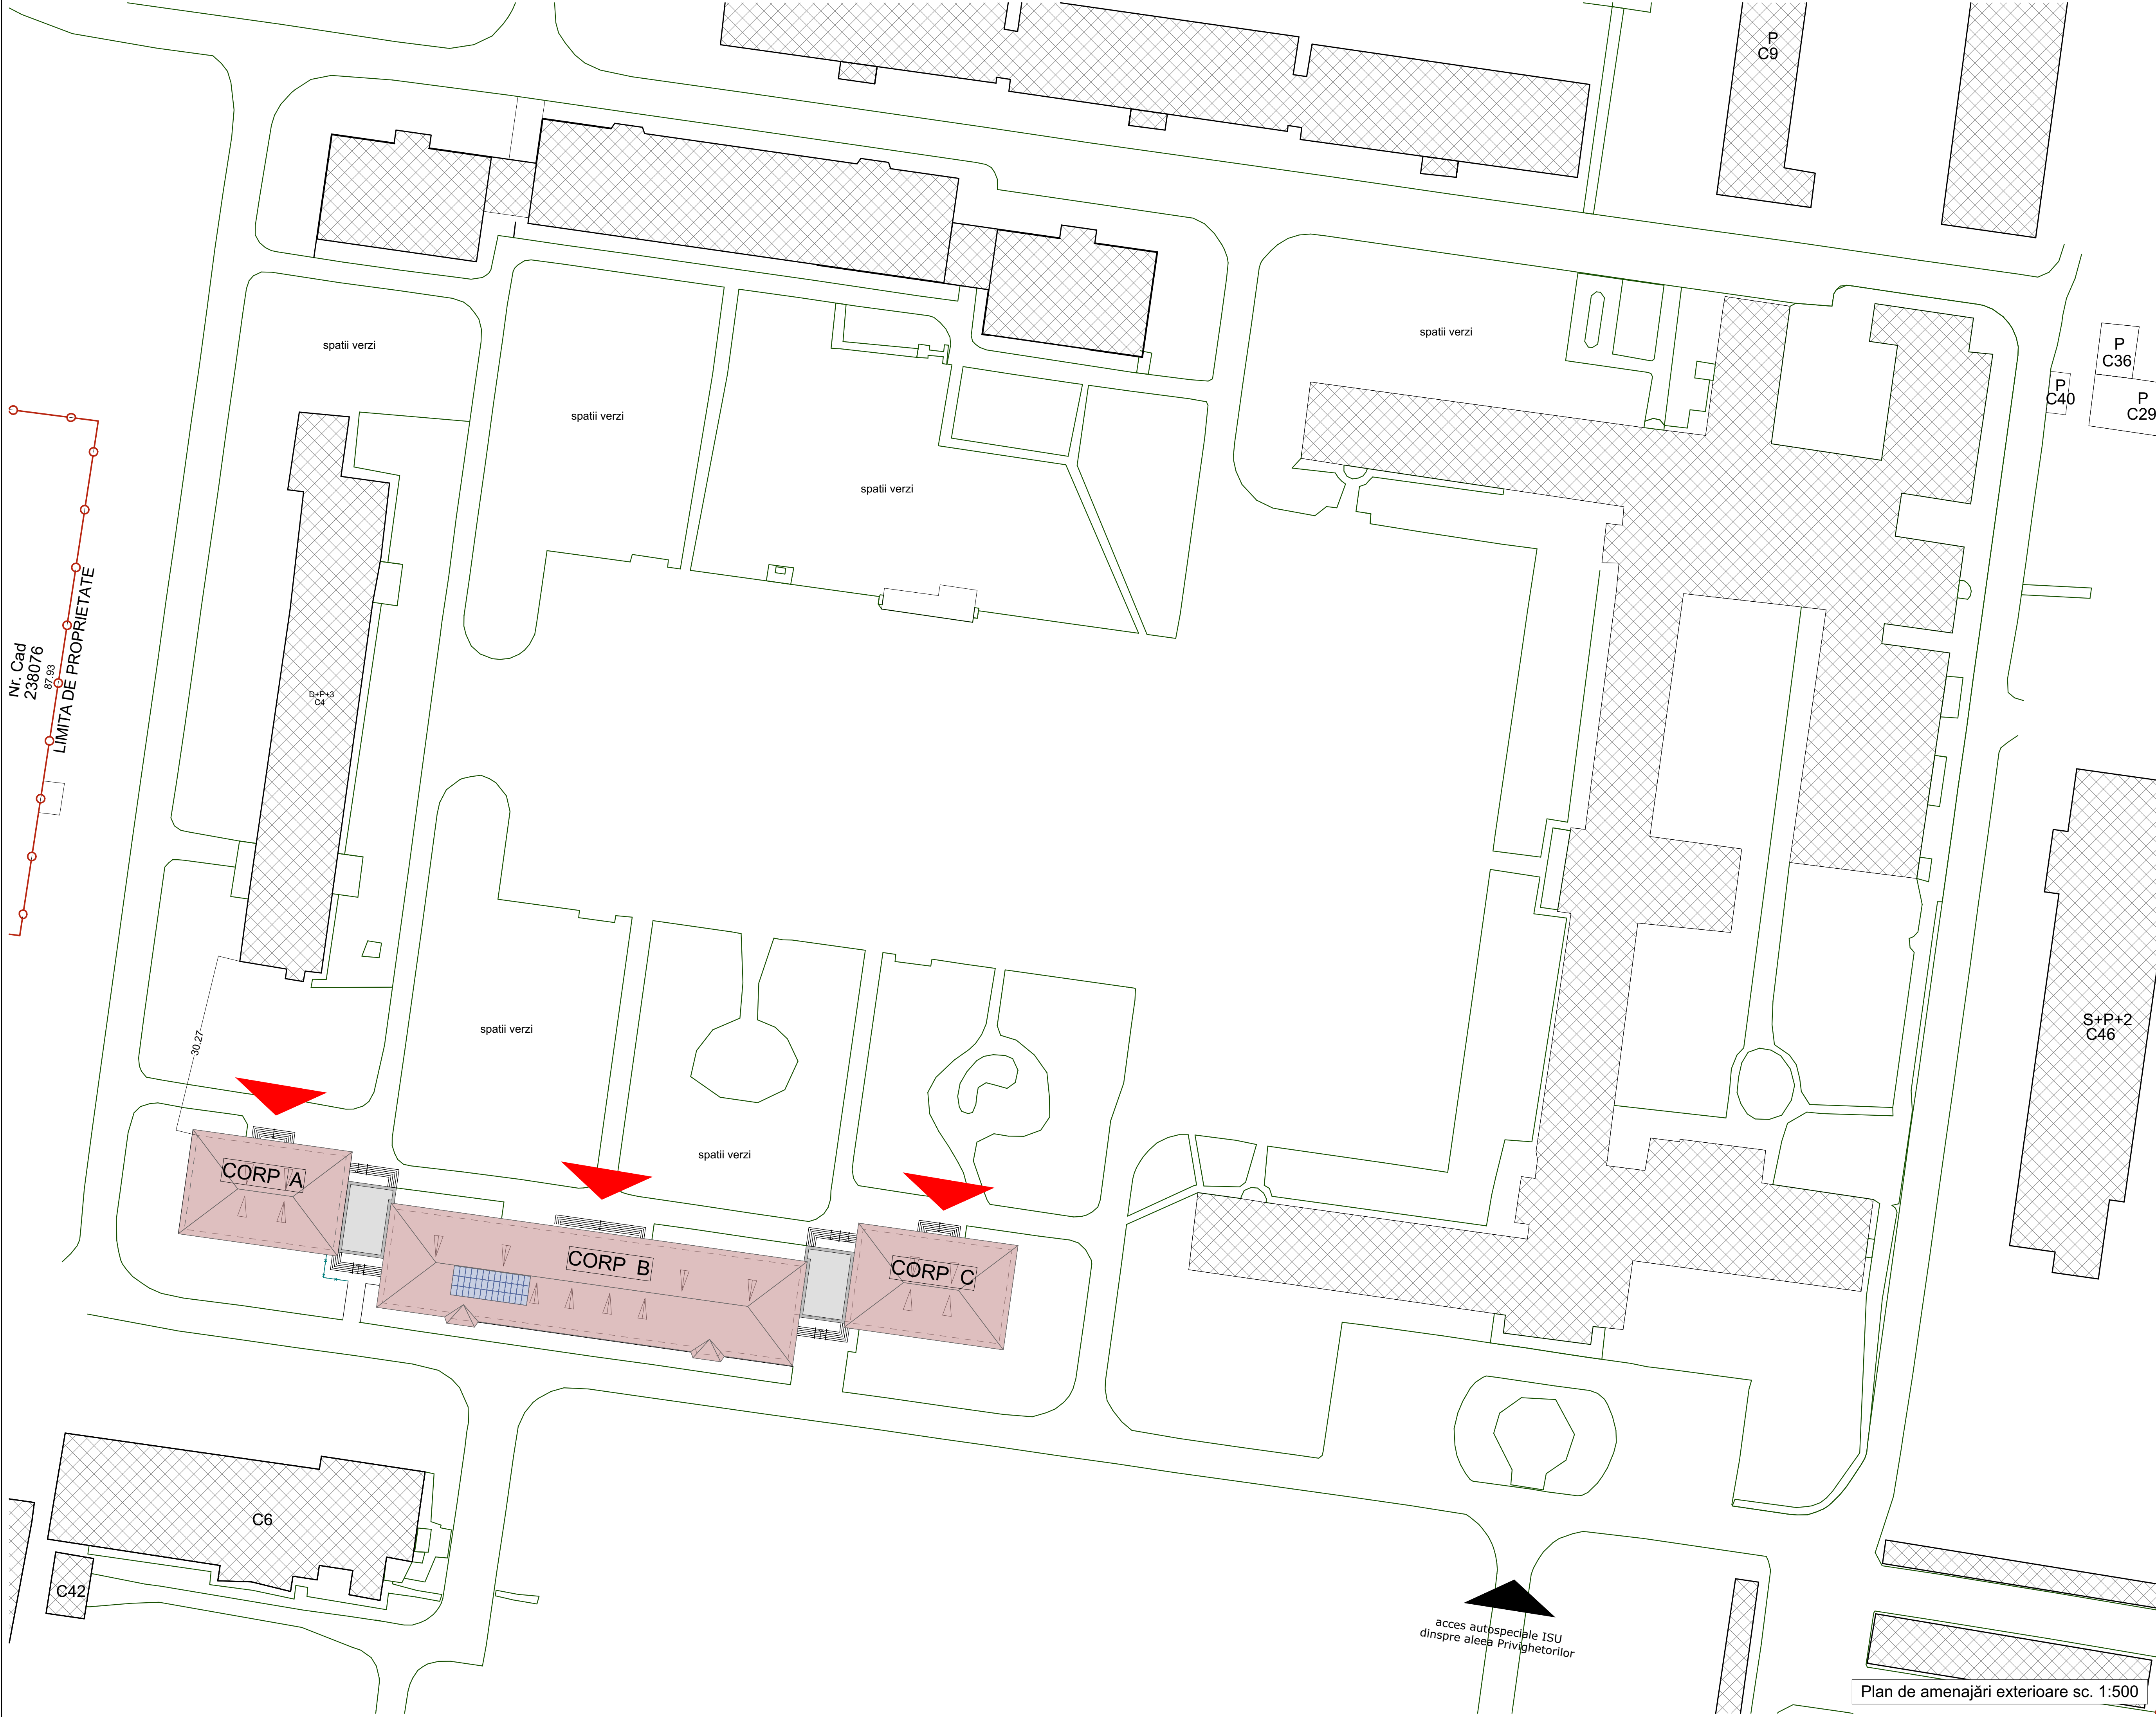 P
C9
spatii verzi
spatii verzi
spatii verzi
spatii verzi
P
C36
P
C40
P
C29
Nr. Cad
238076
87.93
LIMITA DE PROPRIETATE
D+P+3
C4
S+P+2
C46
30.27
spatii verzi
spatii verzi
CORP A
CORP B
CORP C
C6
C42
acces autospeciale ISU
dinspre aleea Privighetorilor
Plan de amenajări exterioare sc. 1:500